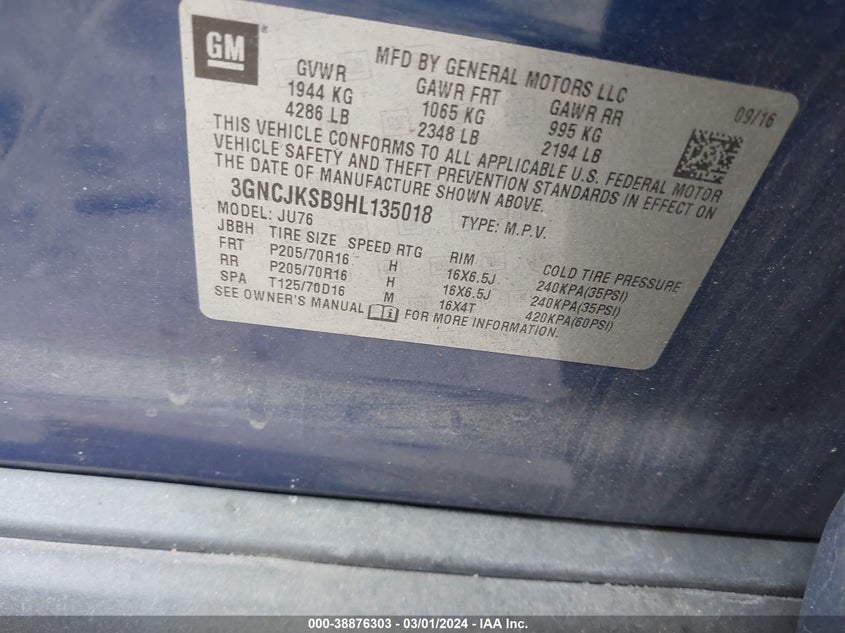 GM
MFD BY GENERAL MOTORS LLC
09/16
GVWR GAWR FRT GAWR RR
1944 KG 1065 KG 995 KG
4286 LB 2348 LB 2194 LB
THIS VEHICLE CONFORMS TO ALL APPLICABLE U.S. FEDERAL MOTOR
VEHICLE SAFETY AND THEFT PREVENTION STANDARDS IN EFFECT ON
THE DATE OF MANUFACTURE SHOWN ABOVE.
3GNCJKSB9HL135018 TYPE: M.P.V.
MODEL: JU76
JBBH TIRE SIZE SPEED RTG RIM COLD TIRE PRESSURE
FRT P205/70R16 H 16X6.5J 240KPA(35PSI)
RR P205/70R16 H 16X6.5J 240KPA(35PSI)
SPA T125/70D16 M 16X4T 420KPA(60PSI)
SEE OWNER'S MANUAL FOR MORE INFORMATION.
000-38876303 - 03/01/2024 - IAA Inc.